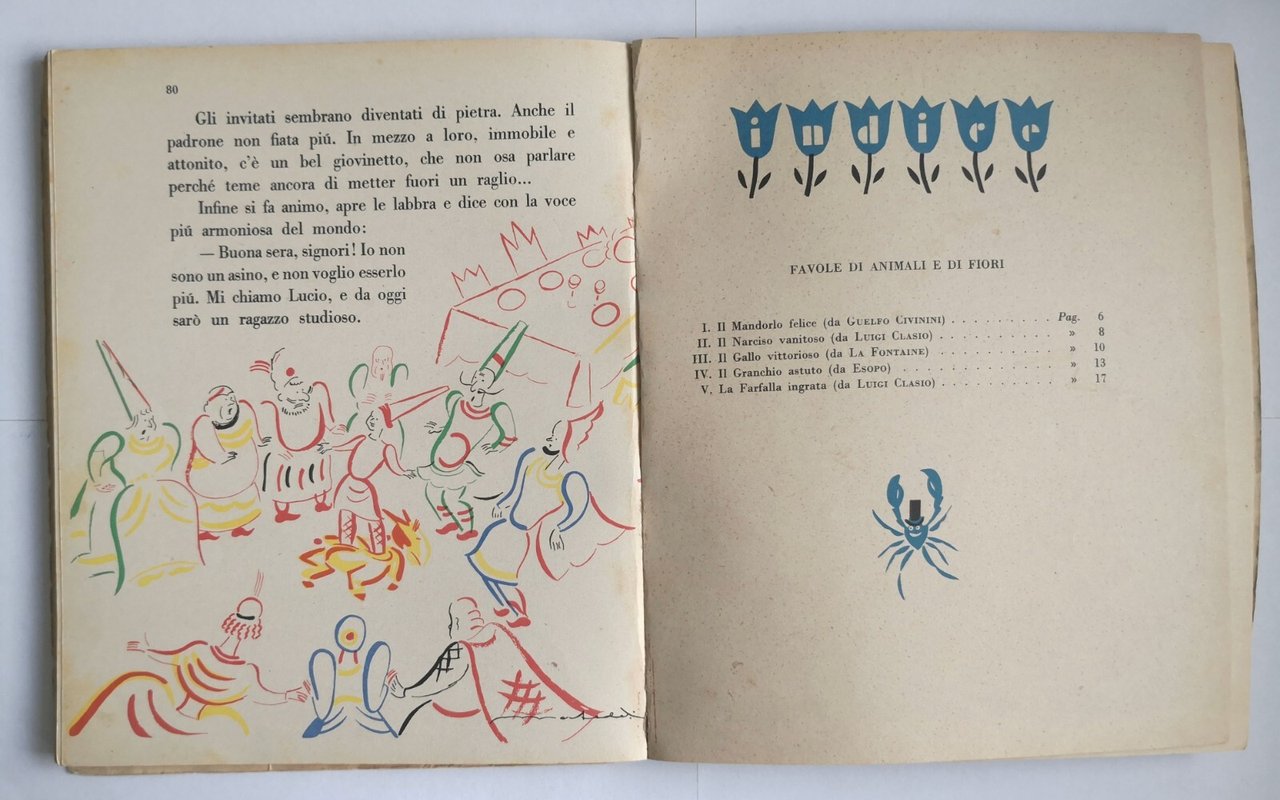 80
Gli invitati sembrano diventati di pietra. Anche il
padrone non fiata piú. In mezzo a loro, immobile e
attonito, c'è un bel giovinetto, che non osa parlare
perché teme ancora di metter fuori un raglio...
Infine si fa animo, apre le labbra e dice con la voce
piú armoniosa del mondo:
— Buona sera, signori! Io non
sono un asino, e non voglio esserlo
piú. Mi chiamo Lucio, e da oggi
sarò un ragazzo studioso.
indice
FAVOLE DI ANIMALI E DI FIORI
I. Il Mandorlo felice (da GUELFO CIVININI) . . . . . . . . . . Pag. 6
II. Il Narciso vanitoso (da LUIGI CLASIO) . . . . . . . . . . . » 8
III. Il Gallo vittorioso (da LA FONTAINE) . . . . . . . . . . . » 10
IV. Il Granchio astuto (da ESOPO) . . . . . . . . . . . . . . . » 13
V. La Farfalla ingrata (da LUIGI CLASIO) . . . . . . . . . . . » 17